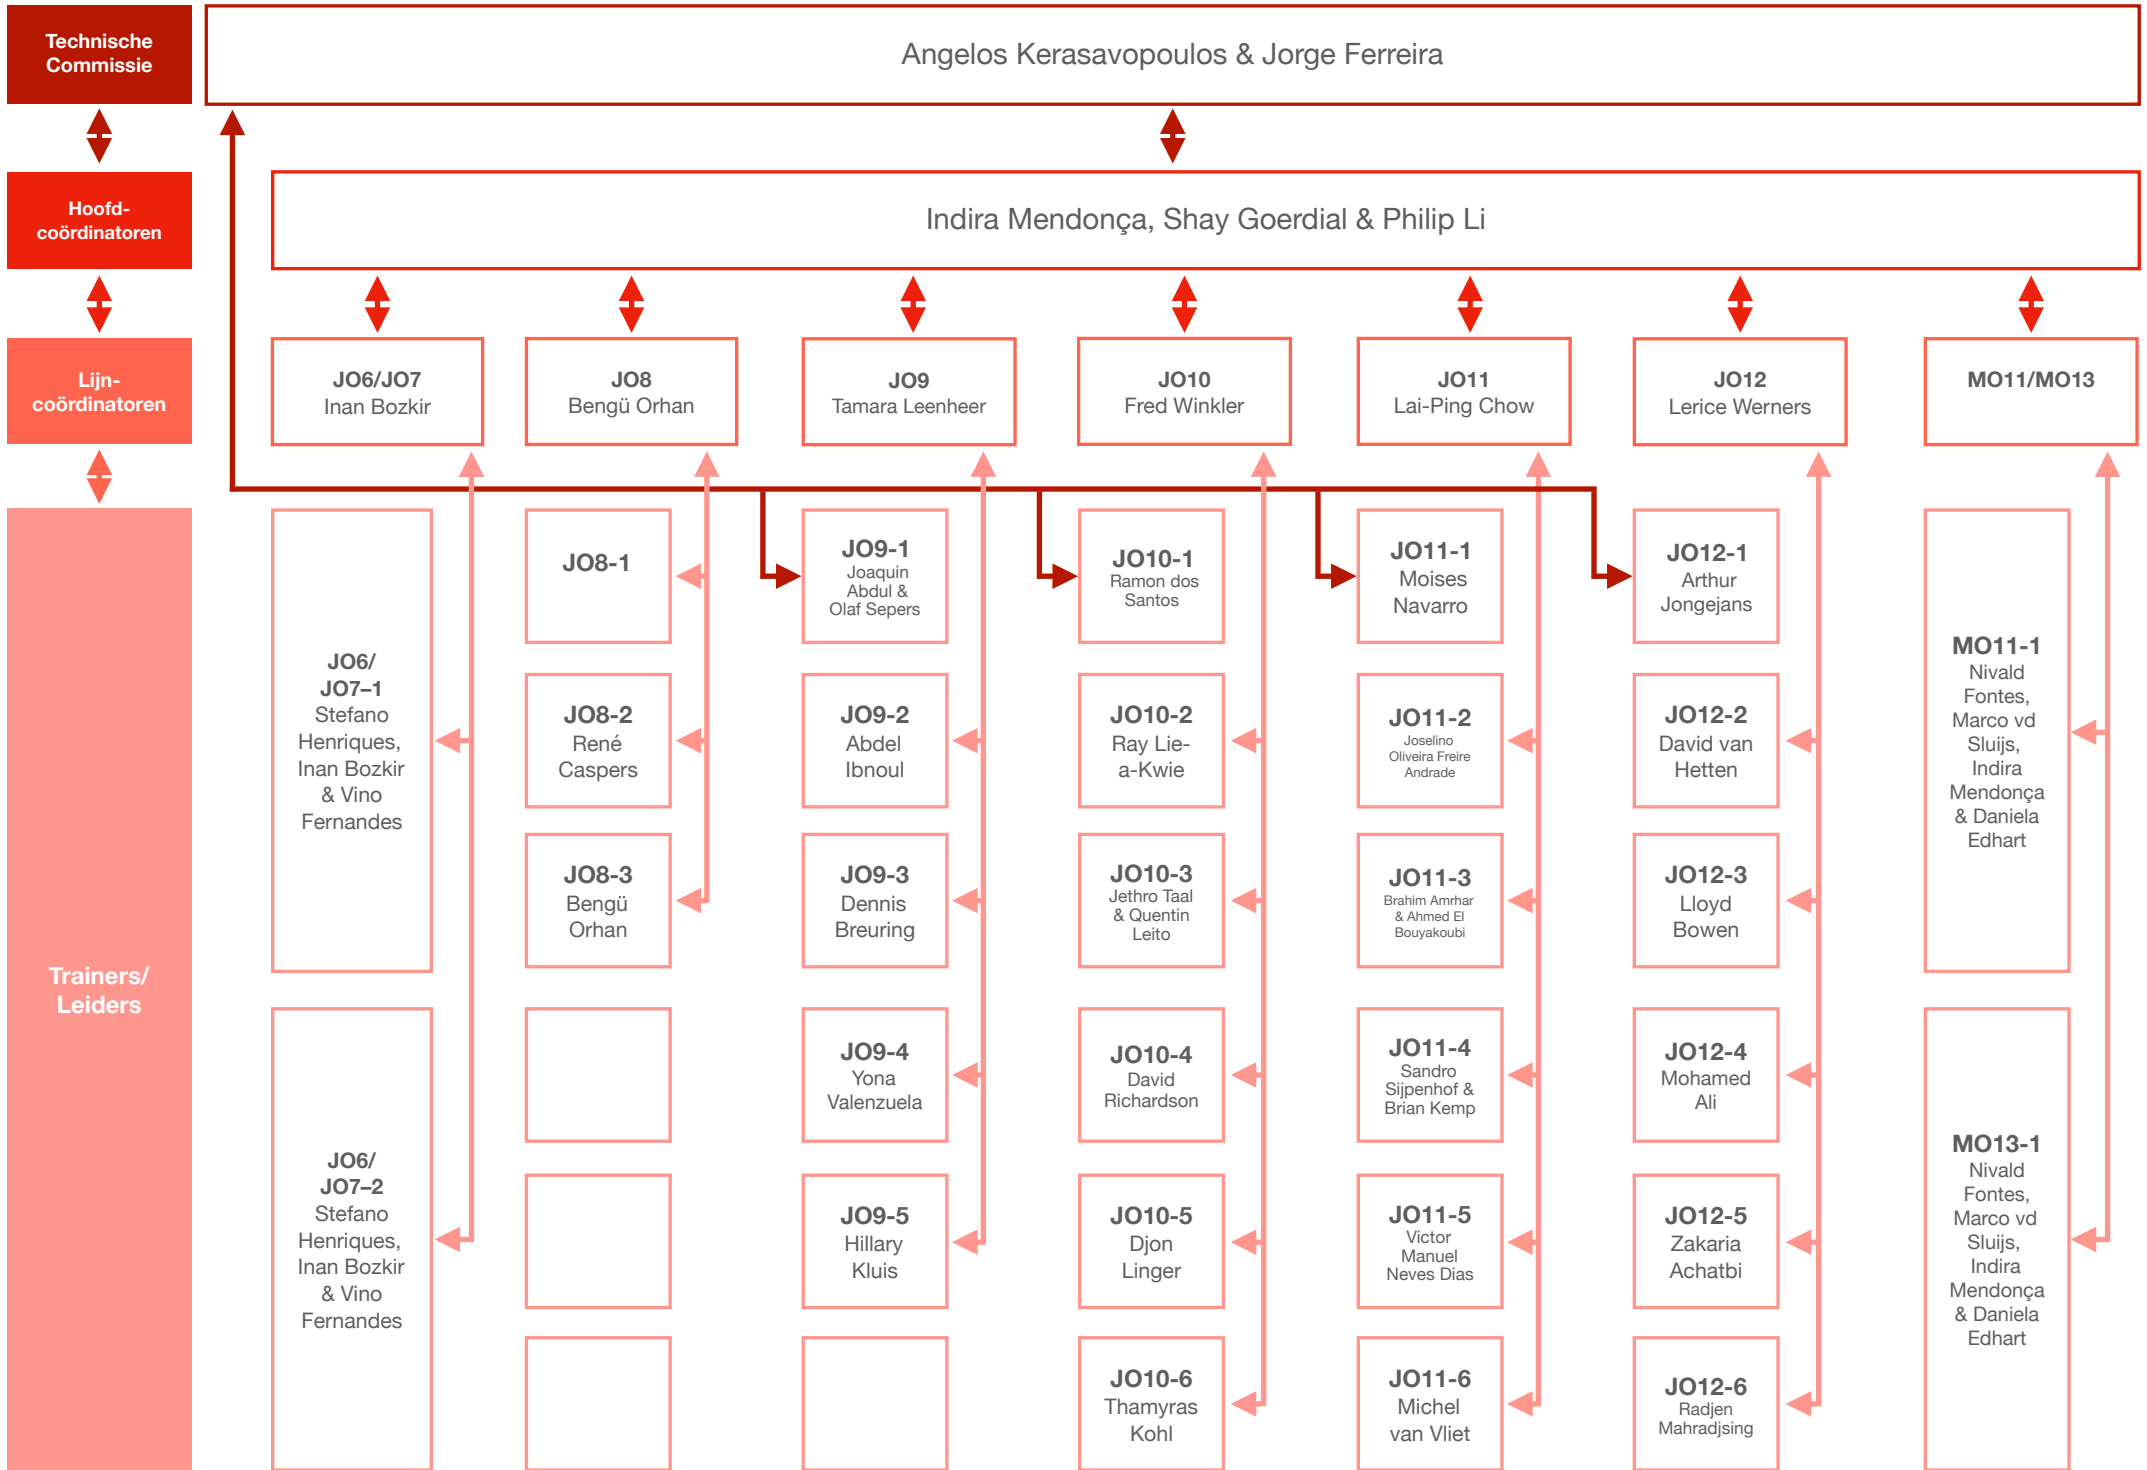 Technische
Commissie
Angelos Kerasavopoulos & Jorge Ferreira
Hoofd-
coördinatoren
Indira Mendonça, Shay Goerdial & Philip Li
Lijn-
coördinatoren
JO6/JO7
Inan Bozkir
JO8
Bengü Orhan
JO9
Tamara Leenheer
JO10
Fred Winkler
JO11
Lai-Ping Chow
JO12
Lerice Werners
MO11/MO13
Trainers/
Leiders
JO6/
JO7–1
Stefano
Henriques,
Inan Bozkir
& Vino
Fernandes
JO6/
JO7–2
Stefano
Henriques,
Inan Bozkir
& Vino
Fernandes
JO8-1
JO8-2
René
Caspers
JO8-3
Bengü
Orhan
JO9-1
Joaquin
Abdul &
Olaf Sepers
JO9-2
Abdel
Ibnoul
JO9-3
Dennis
Breuring
JO9-4
Yona
Valenzuela
JO9-5
Hillary
Kluis
JO10-1
Ramon dos
Santos
JO10-2
Ray Lie-
a-Kwie
JO10-3
Jethro Taal
& Quentin
Leito
JO10-4
David
Richardson
JO10-5
Djon
Linger
JO10-6
Thamyras
Kohl
JO11-1
Moises
Navarro
JO11-2
Joselino
Oliveira Freire
Andrade
JO11-3
Brahim Amrhar
& Ahmed El
Bouyakoubi
JO11-4
Sandro
Sijpenhof &
Brian Kemp
JO11-5
Victor
Manuel
Neves Dias
JO11-6
Michel
van Vliet
JO12-1
Arthur
Jongejans
JO12-2
David van
Hetten
JO12-3
Lloyd
Bowen
JO12-4
Mohamed
Ali
JO12-5
Zakaria
Achatbi
JO12-6
Radjen
Mahradjsing
MO11-1
Nivald
Fontes,
Marco vd
Sluijs,
Indira
Mendonça
& Daniela
Edhart
MO13-1
Nivald
Fontes,
Marco vd
Sluijs,
Indira
Mendonça
& Daniela
Edhart